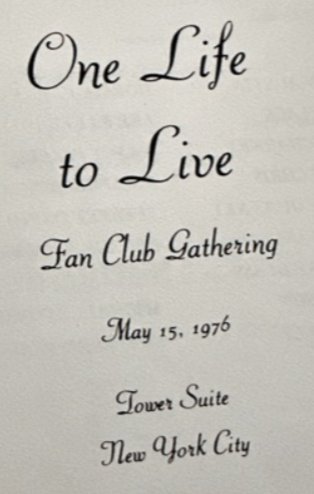 One Life
to Live
Fan Club Gathering
May 15, 1976
Tower Suite
New York City